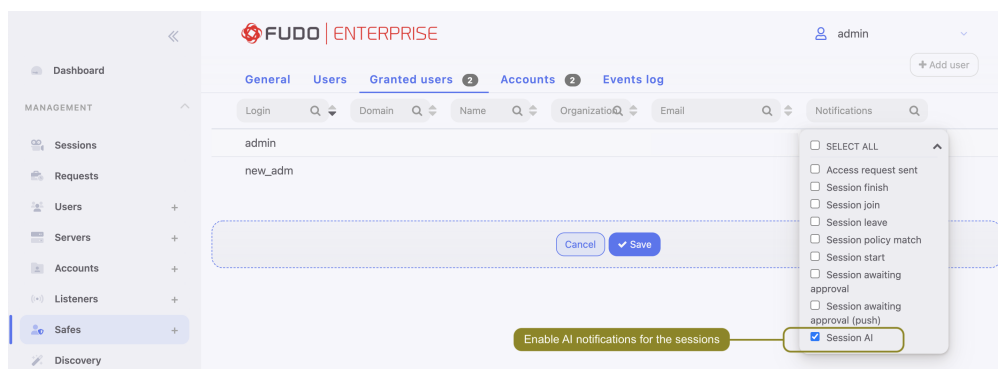 FUDO ENTERPRISE
admin
Dashboard
+ Add user
General Users Granted users 2 Accounts 2 Events log
MANAGEMENT
Login Domain Name Organization Email Notifications
Sessions
admin
SELECT ALL
Requests
new_adm
Access request sent
Session finish
Users +
Session join
Session leave
Servers +
Cancel Save
Session policy match
Session start
Accounts +
Session awaiting
approval
Listeners +
Session awaiting
approval (push)
Safes +
Enable AI notifications for the sessions
Session AI
Discovery